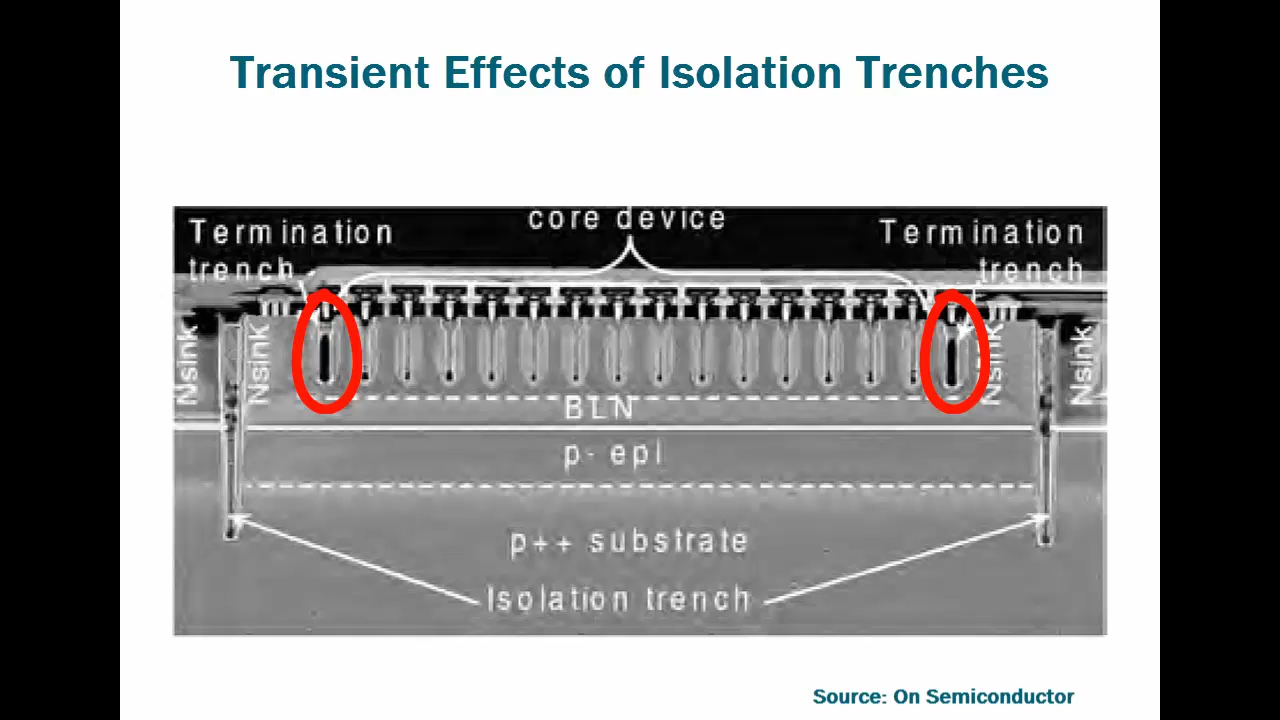 Transient Effects of Isolation Trenches
core device
Termination
trench
Termination
trench
Nsink
Nsink
Nsink
Nsink
BLN
p- epi
p++ substrate
Isolation trench
Source: On Semiconductor